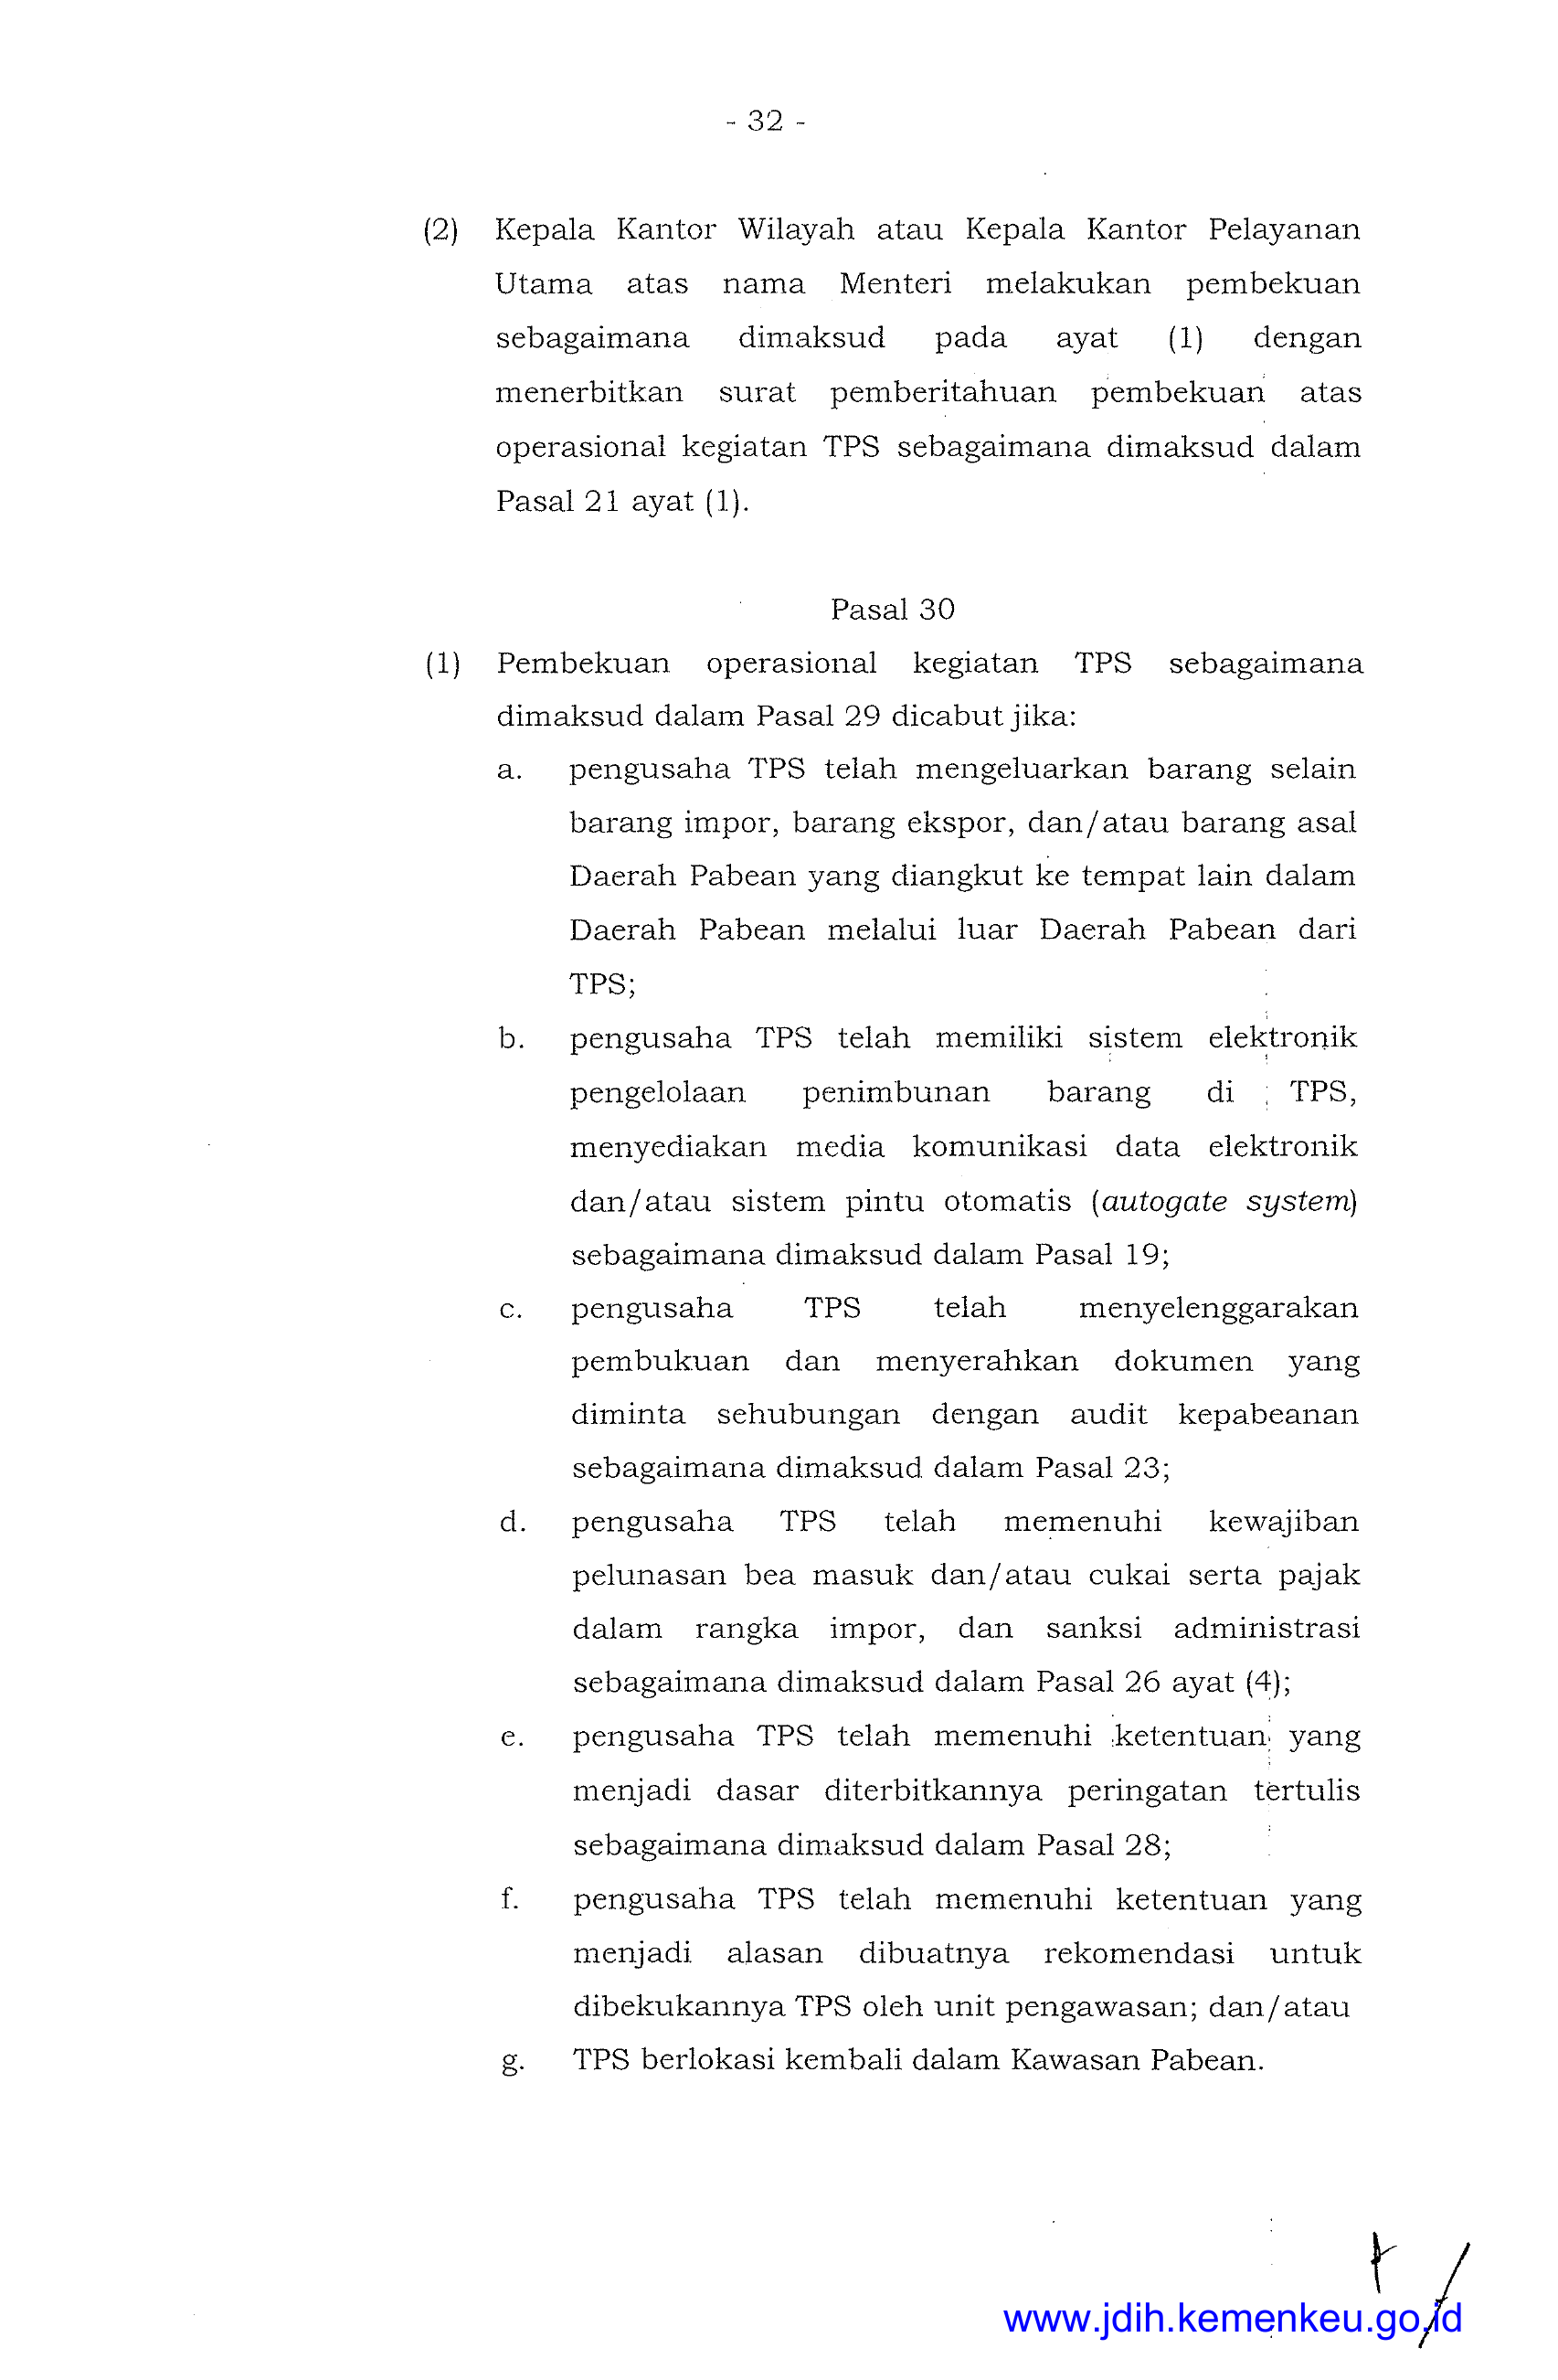 - 32 -
(2) Kepala Kantor Wilayah atau Kepala Kantor Pelayanan
Utama atas nama Menteri melakukan pembekuan
sebagaimana dimaksud pada ayat (1) dengan
menerbitkan surat pemberitahuan pembekuan atas
operasional kegiatan TPS sebagaimana dimaksud dalam
Pasal 21 ayat (1).
Pasal 30
(1) Pembekuan operasional kegiatan TPS sebagaimana
dimaksud dalam Pasal 29 dicabut jika:
a. pengusaha TPS telah mengeluarkan barang selain
barang impor, barang ekspor, dan/atau barang asal
Daerah Pabean yang diangkut ke tempat lain dalam
Daerah Pabean melalui luar Daerah Pabean dari
TPS;
b. pengusaha TPS telah memiliki sistem elektronik
pengelolaan penimbunan barang di TPS,
menyediakan media komunikasi data elektronik
dan/atau sistem pintu otomatis (autogate system)
sebagaimana dimaksud dalam Pasal 19;
c. pengusaha TPS telah menyelenggarakan
pembukuan dan menyerahkan dokumen yang
diminta sehubungan dengan audit kepabeanan
sebagaimana dimaksud dalam Pasal 23;
d. pengusaha TPS telah memenuhi kewajiban
pelunasan bea masuk dan/atau cukai serta pajak
dalam rangka impor, dan sanksi administrasi
sebagaimana dimaksud dalam Pasal 26 ayat (4);
e. pengusaha TPS telah memenuhi ketentuan yang
menjadi dasar diterbitkannya peringatan tertulis
sebagaimana dimaksud dalam Pasal 28;
f. pengusaha TPS telah memenuhi ketentuan yang
menjadi alasan dibuatnya rekomendasi untuk
dibekukannya TPS oleh unit pengawasan; dan/atau
g. TPS berlokasi kembali dalam Kawasan Pabean.
www.jdih.kemenkeu.go.id